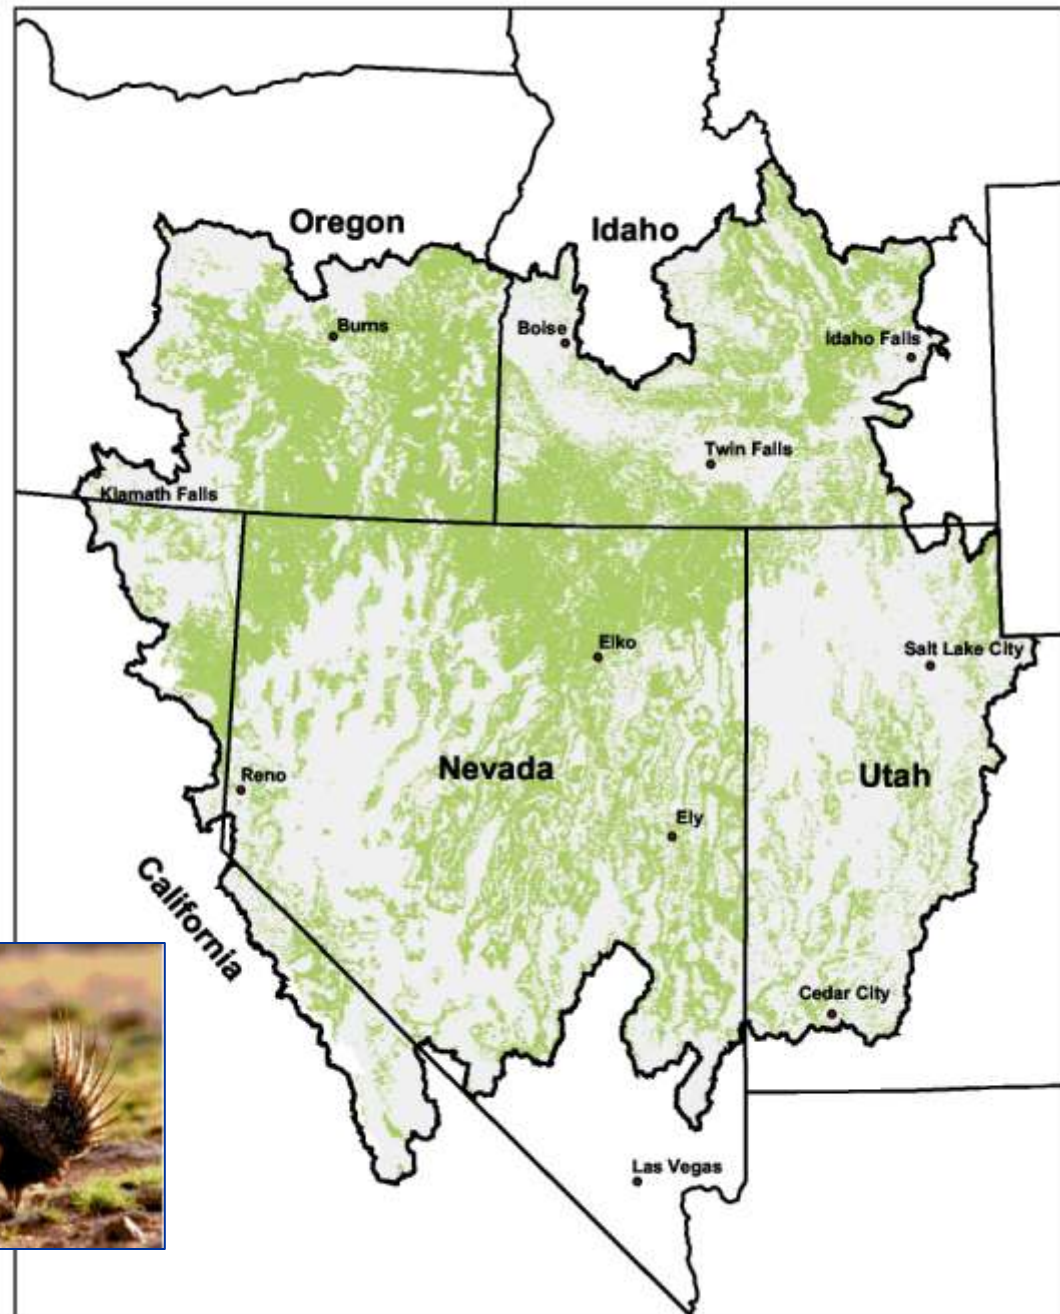 Oregon
Idaho
Burns
Boise
Idaho Falls
Twin Falls
Klamath Falls
Elko
Salt Lake City
Reno
Nevada
Utah
Ely
California
Cedar City
Las Vegas